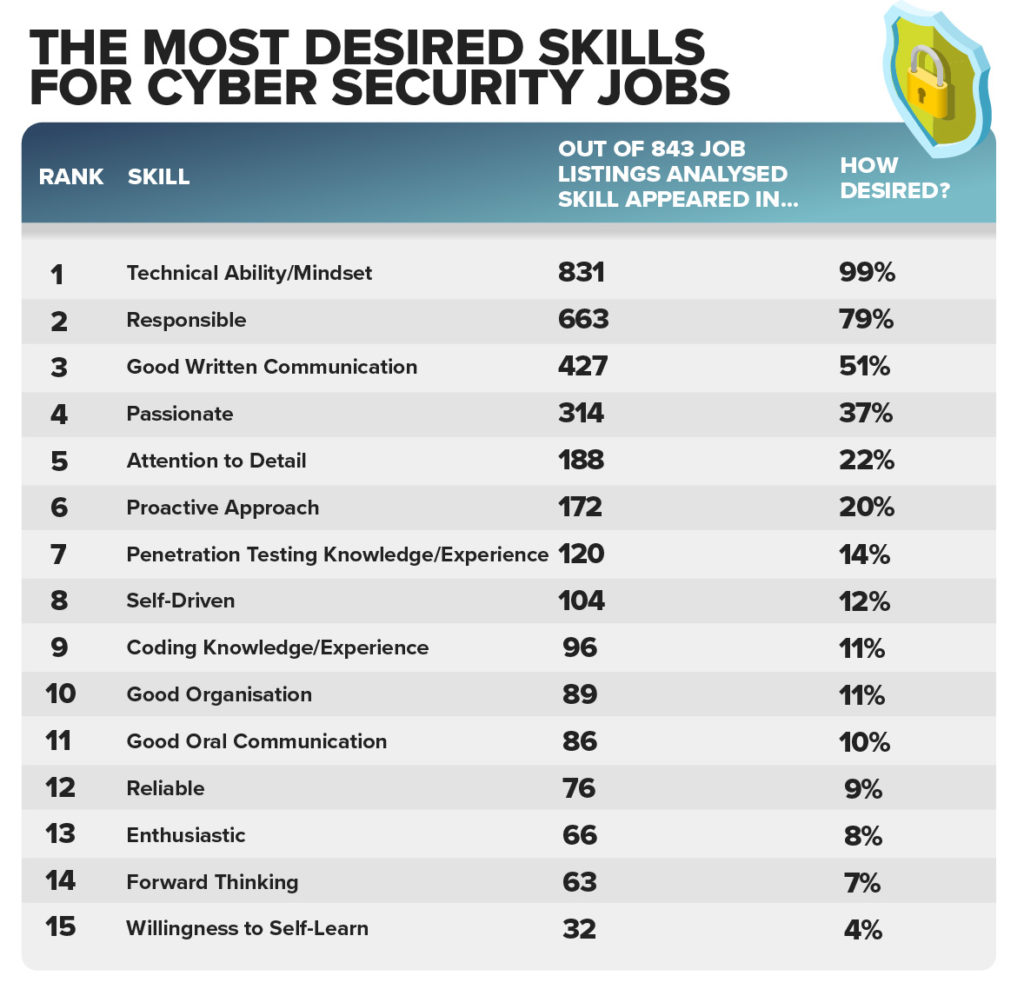 THE MOST DESIRED SKILLS
FOR CYBER SECURITY JOBS
RANK SKILL OUT OF 843 JOB
LISTINGS ANALYSED
SKILL APPEARED IN... HOW
DESIRED?
1 Technical Ability/Mindset 831 99%
2 Responsible 663 79%
3 Good Written Communication 427 51%
4 Passionate 314 37%
5 Attention to Detail 188 22%
6 Proactive Approach 172 20%
7 Penetration Testing Knowledge/Experience 120 14%
8 Self-Driven 104 12%
9 Coding Knowledge/Experience 96 11%
10 Good Organisation 89 11%
11 Good Oral Communication 86 10%
12 Reliable 76 9%
13 Enthusiastic 66 8%
14 Forward Thinking 63 7%
15 Willingness to Self-Learn 32 4%